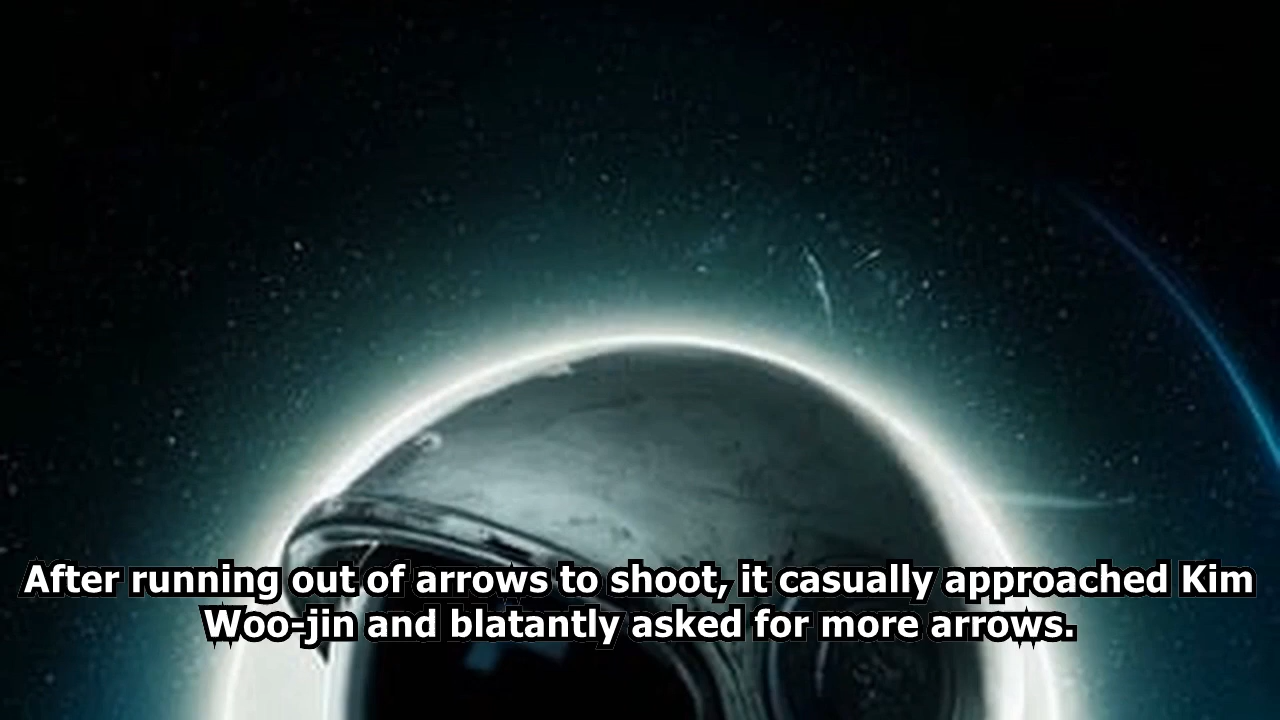 After running out of arrows to shoot, it casually approached Kim
Woo-jin and blatantly asked for more arrows.